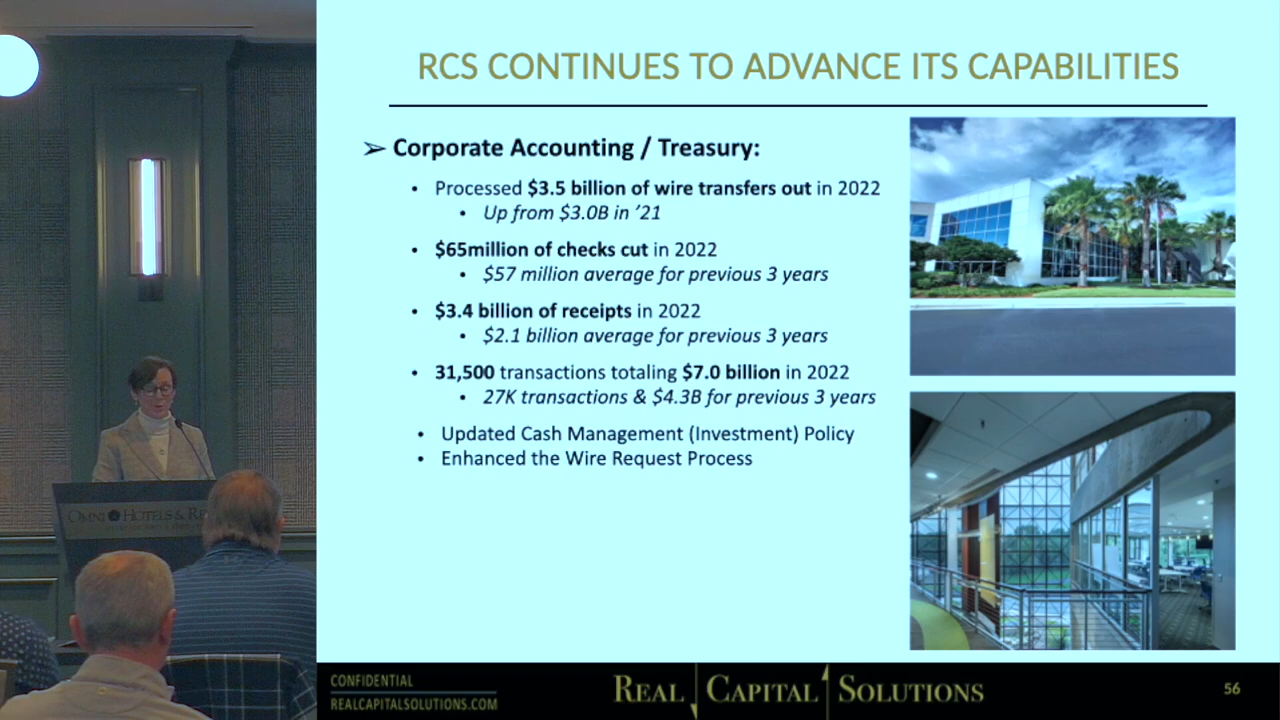 RCS CONTINUES TO ADVANCE ITS CAPABILITIES
➢ Corporate Accounting / Treasury:
• Processed $3.5 billion of wire transfers out in 2022
• Up from $3.0B in ’21
• $65million of checks cut in 2022
• $57 million average for previous 3 years
• $3.4 billion of receipts in 2022
• $2.1 billion average for previous 3 years
• 31,500 transactions totaling $7.0 billion in 2022
• 27K transactions & $4.3B for previous 3 years
• Updated Cash Management (Investment) Policy
• Enhanced the Wire Request Process
OMNI HOTELS & RE
CONFIDENTIAL
REALCAPITALSOLUTIONS.COM
REAL CAPITAL SOLUTIONS
56